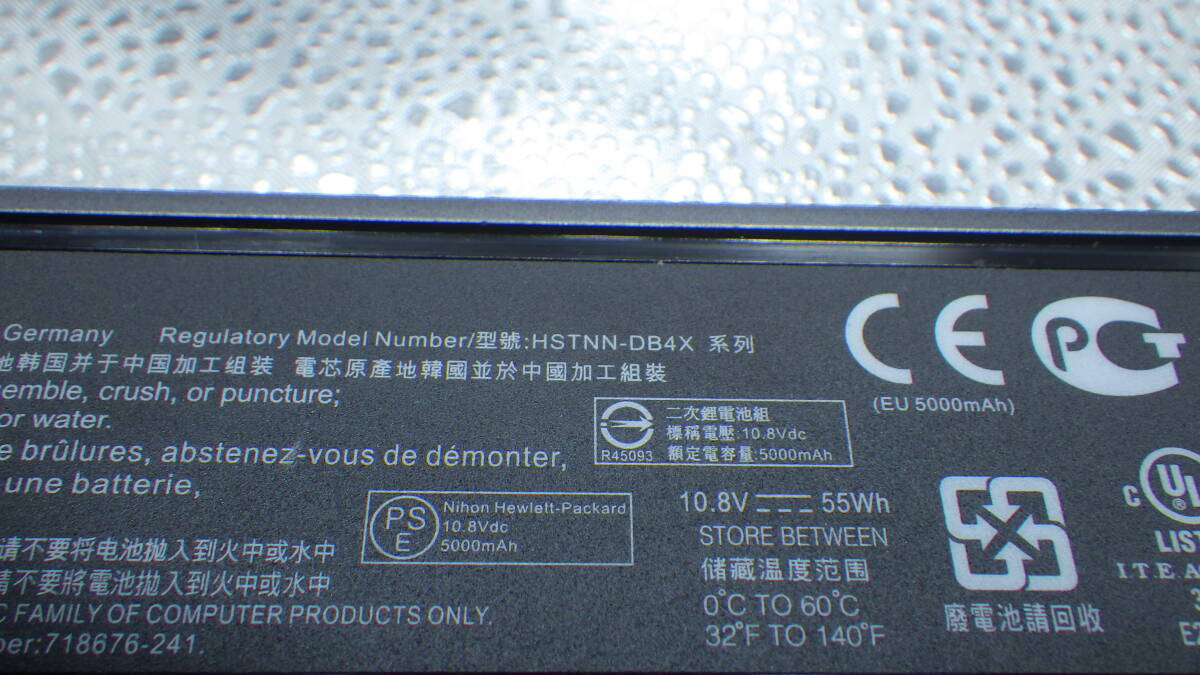 Germany Regulatory Model Number/型號:HSTNN-DB4X 系列
地韩国并于中国加工组装 電芯原產地韓國並於中國加工組裝
emble, crush, or puncture;
or water.
e brûlures, abstenez-vous de démonter,
une batterie,
请不要将电池拋入到火中或水中
請不要將電池拋入到火中或水中
C FAMILY OF COMPUTER PRODUCTS ONLY.
ber:718676-241.
PS
E
Nihon Hewlett-Packard
10.8Vdc
5000mAh
R45093
二次鋰電池組
標稱電壓:10.8Vdc
額定電容量:5000mAh
CE
(EU 5000mAh)
PCT
10.8V 55Wh
STORE BETWEEN
储藏温度范围
0°C TO 60°C
32°F TO 140°F
廢電池請回收
C UL ®
LIST
I.T.E. A
3
E2